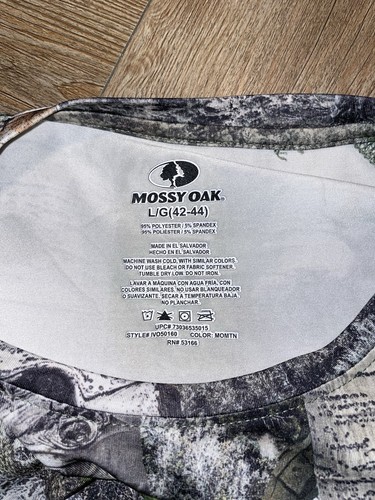 MOSSY OAK®
L/G(42-44)
95% POLYESTER / 5% SPANDEX
95% POLIESTER / 5% SPANDEX
MADE IN EL SALVADOR
HECHO EN EL SALVADOR
MACHINE WASH COLD, WITH SIMILAR COLORS,
DO NOT USE BLEACH OR FABRIC SOFTENER,
TUMBLE DRY LOW. DO NOT IRON.
LAVAR A MÁQUINA CON AGUA FRIA, CON
COLORES SIMILARES, NO USAR BLANQUEADOR
O SUAVIZANTE, SECAR A TEMPERATURA BAJA,
NO PLANCHAR.
UPC# 73036535015
STYLE# IVD50160 COLOR: MOMTN
RN# 53166